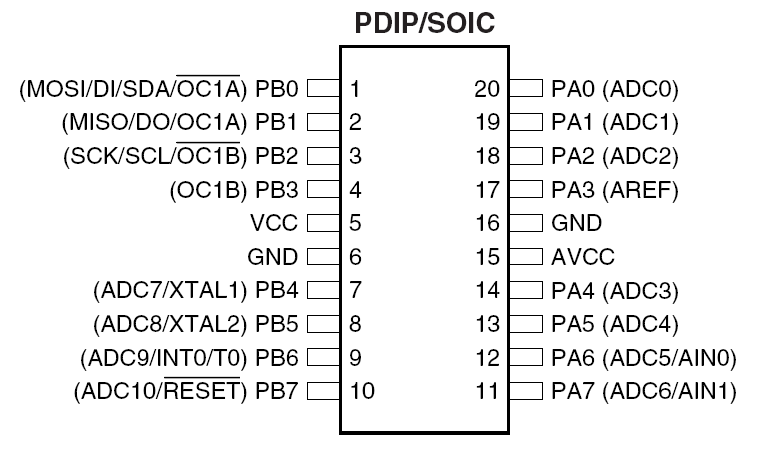 PDIP/SOIC
(MOSI/DI/SDA/OC1A) PB0 1 20 PA0 (ADC0)
(MISO/DO/OC1A) PB1 2 19 PA1 (ADC1)
(SCK/SCL/OC1B) PB2 3 18 PA2 (ADC2)
(OC1B) PB3 4 17 PA3 (AREF)
VCC 5 16 GND
GND 6 15 AVCC
(ADC7/XTAL1) PB4 7 14 PA4 (ADC3)
(ADC8/XTAL2) PB5 8 13 PA5 (ADC4)
(ADC9/INT0/T0) PB6 9 12 PA6 (ADC5/AIN0)
(ADC10/RESET) PB7 10 11 PA7 (ADC6/AIN1)